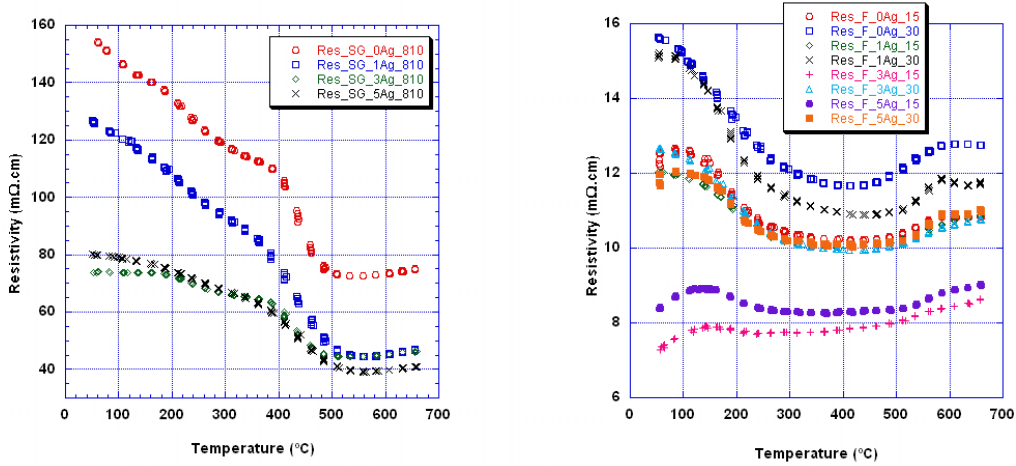 Resistivity (mΩ.cm)
160
140
120
100
80
60
40
Res_SG_0Ag_810
Res_SG_1Ag_810
Res_SG_3Ag_810
Res_SG_5Ag_810
0 100 200 300 400 500 600 700
Temperature (°C)
Resistivity (mΩ.cm)
16
14
12
10
8
6
Res_F_0Ag_15
Res_F_0Ag_30
Res_F_1Ag_15
Res_F_1Ag_30
Res_F_3Ag_15
Res_F_3Ag_30
Res_F_5Ag_15
Res_F_5Ag_30
0 100 200 300 400 500 600 700
Temperature (°C)